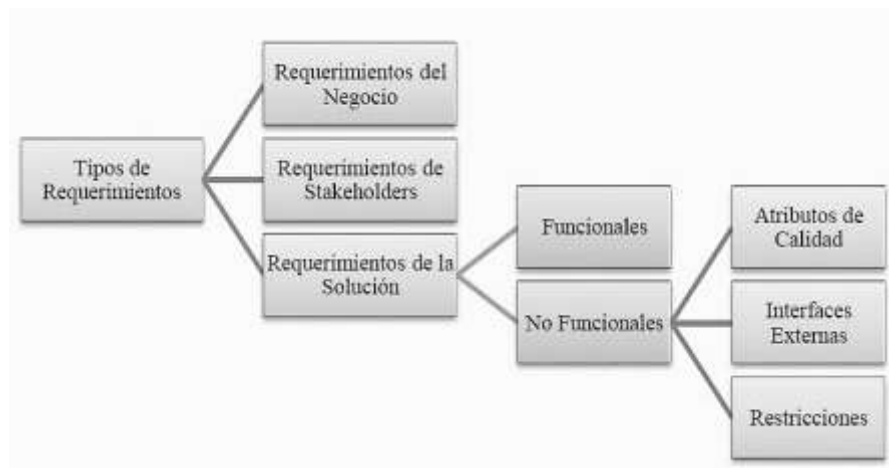 Tipos de
Requerimientos
Requerimientos del
Negocio
Requerimientos de
Stakeholders
Requerimientos de la
Solución
Funcionales
No Funcionales
Atributos de
Calidad
Interfaces
Externas
Restricciones